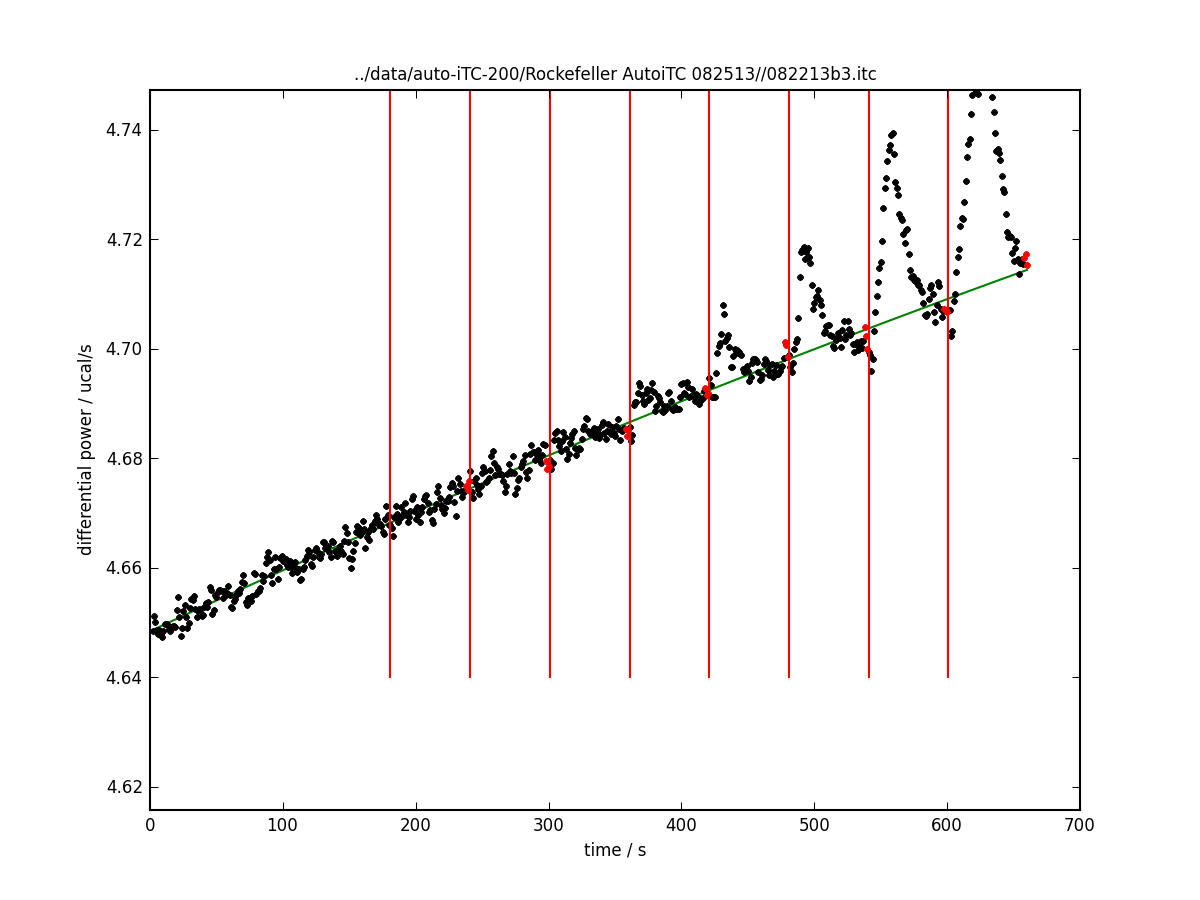 ../data/auto-iTC-200/Rockefeller AutoiTC 082513//082213b3.itc
4.74
4.72
4.70
4.68
4.66
4.64
4.62
differential power / ucal/s
0 100 200 300 400 500 600 700
time / s